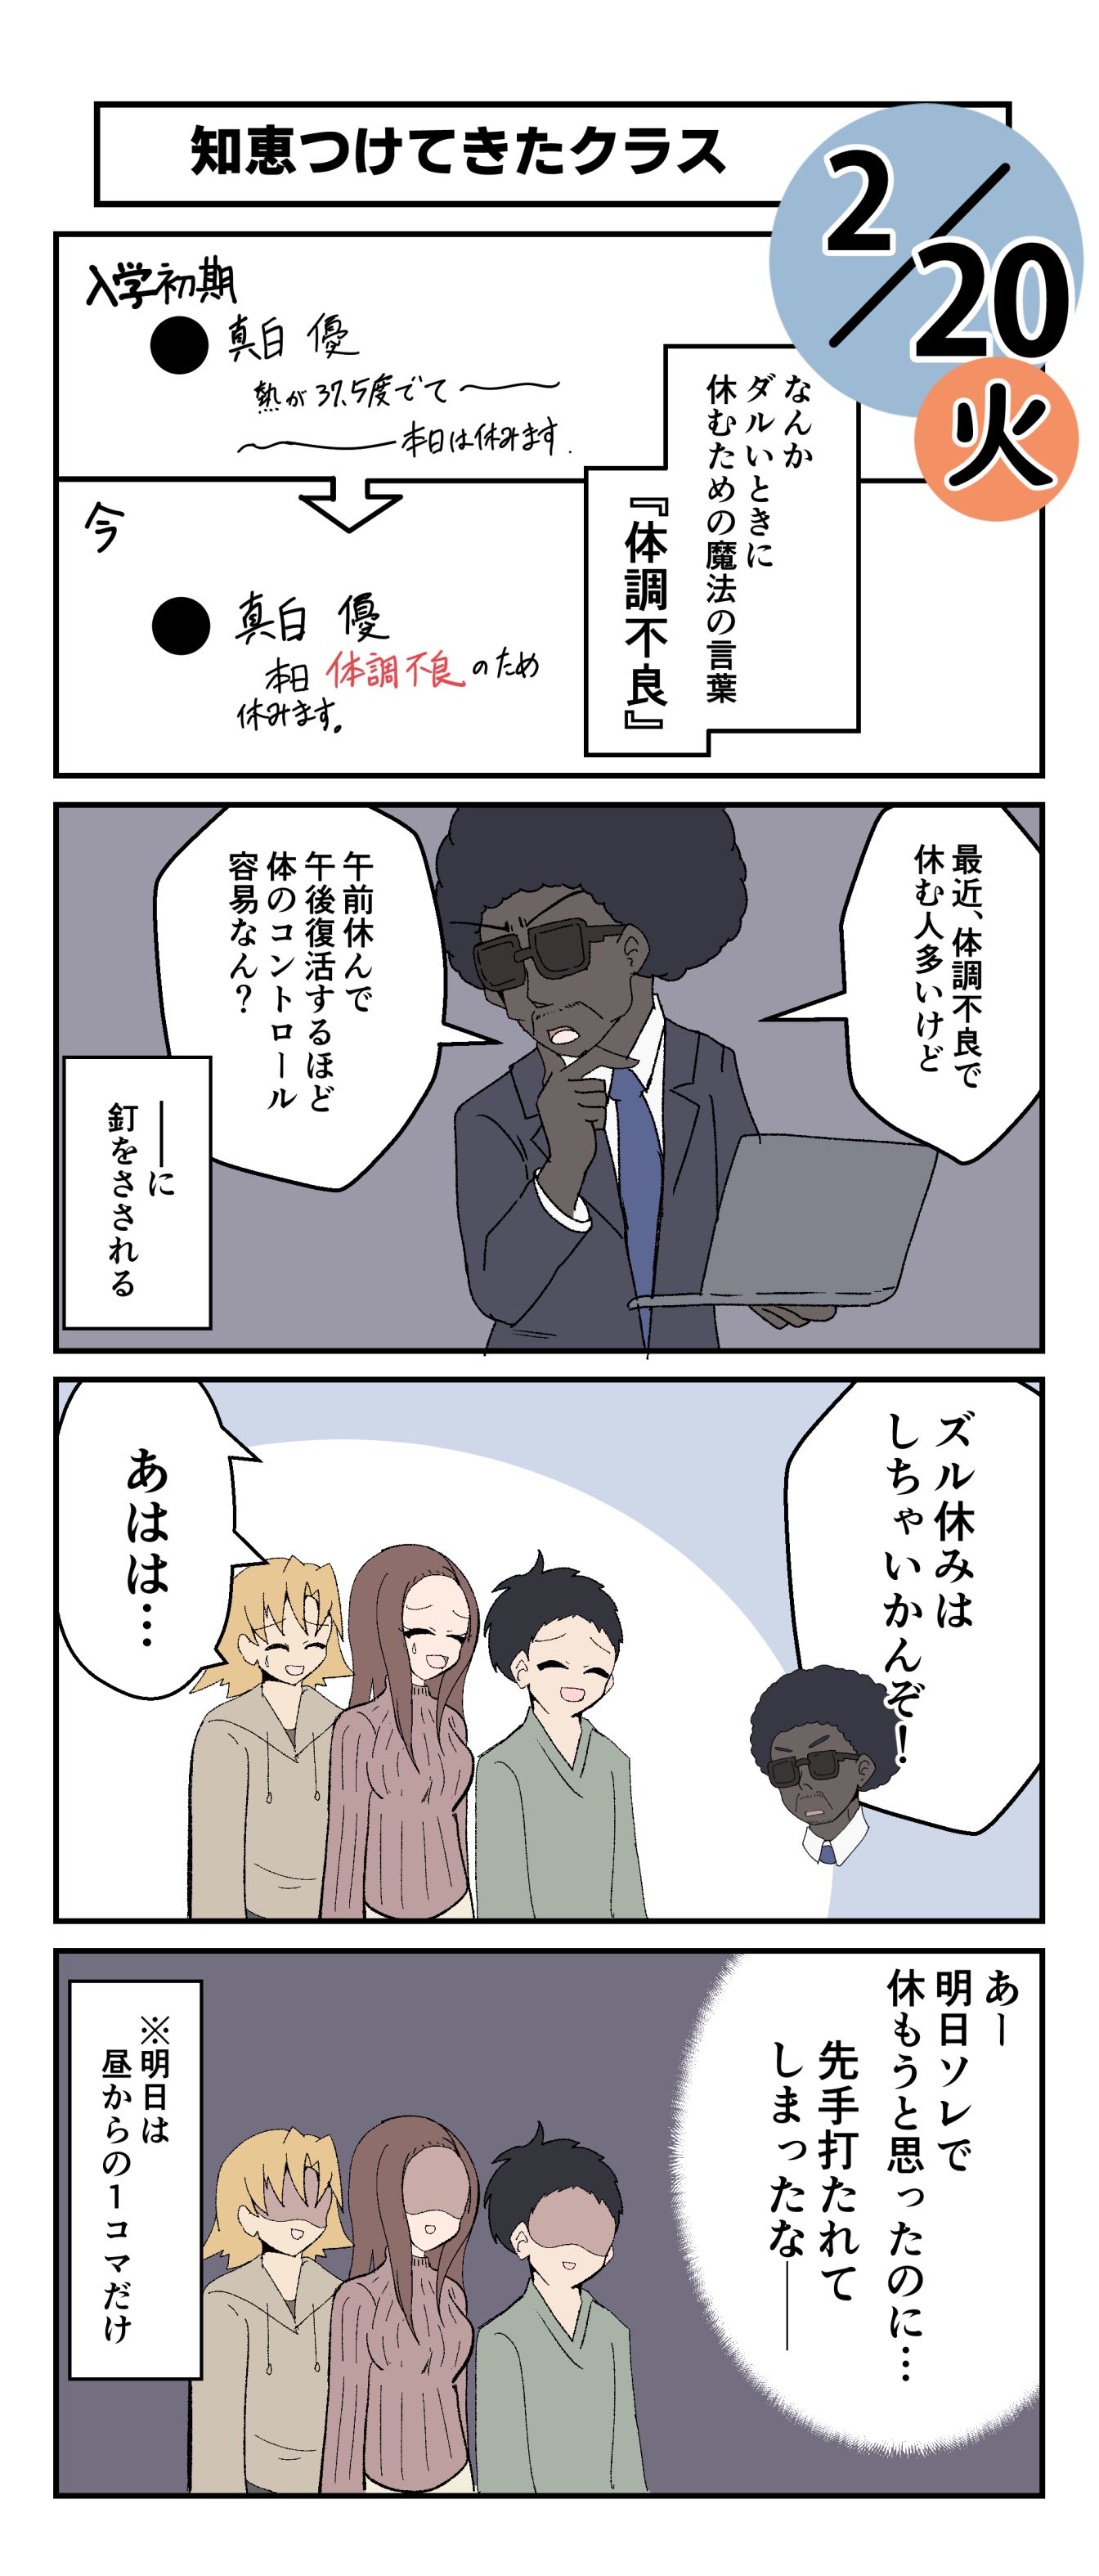 知恵つけてきたクラス
2/20
火
入学初期
真白 優
熱が37.5度でて
本日は休みます.
なんか
ダルいときに
休むための魔法の言葉
『体調不良』
今
真白 優
本日 体調不良のため
休みます。
最近、体調不良で
休む人多いけど
午前休んで
午後復活するほど
体のコントロール
容易なん？
――に
釘をさされる
ズル休みは
しちゃいかんぞ！
あはは…
あー
明日ソレで
休もうと思ったのに…
先手打たれて
しまったな――
※明日は
昼からの1コマだけ